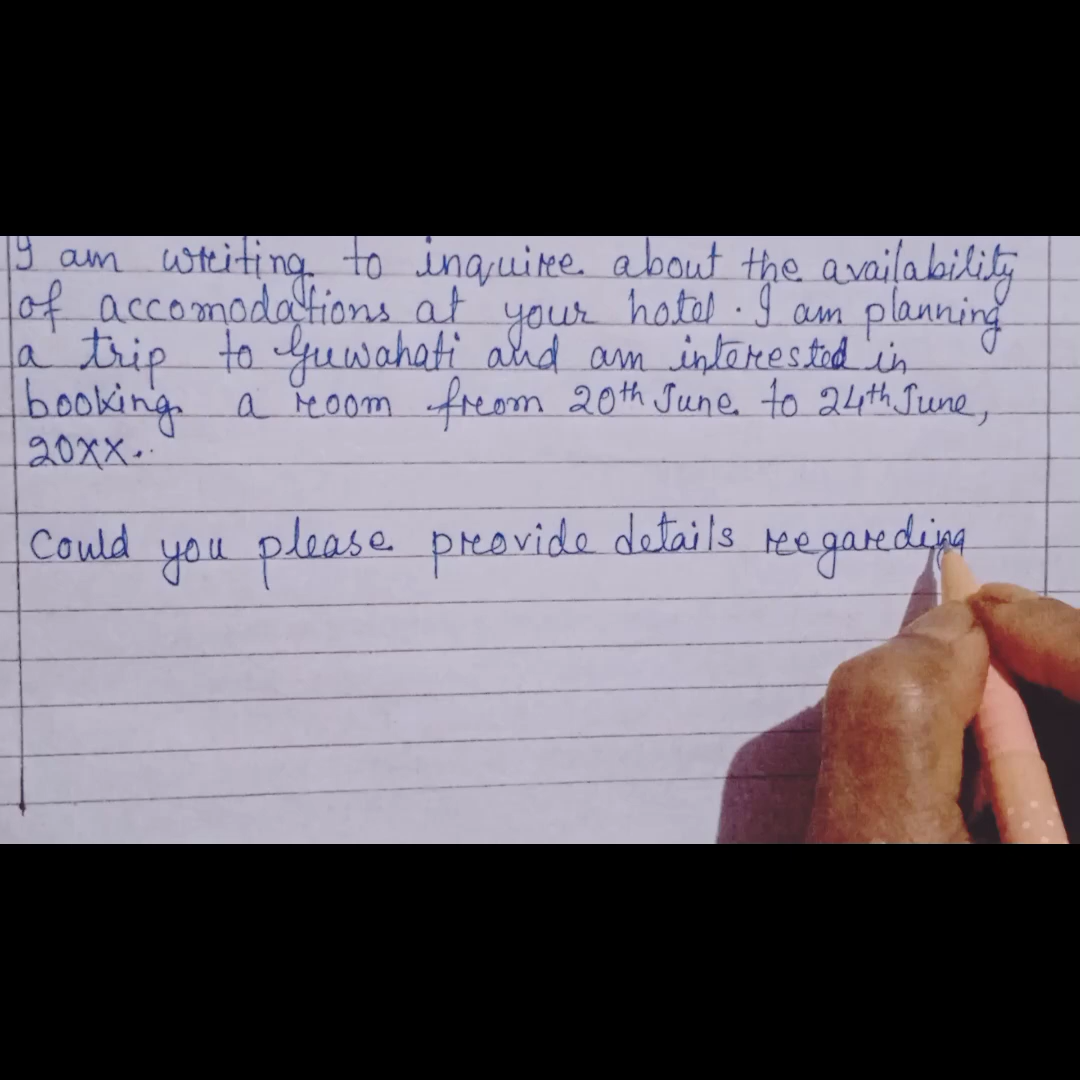 I am writing to inquire about the availability
of accomodations at your hotel. I am planning
a trip to Guwahati and am interested in
booking a room from 20th June to 24th June,
20XX.
Could you please provide details regarding